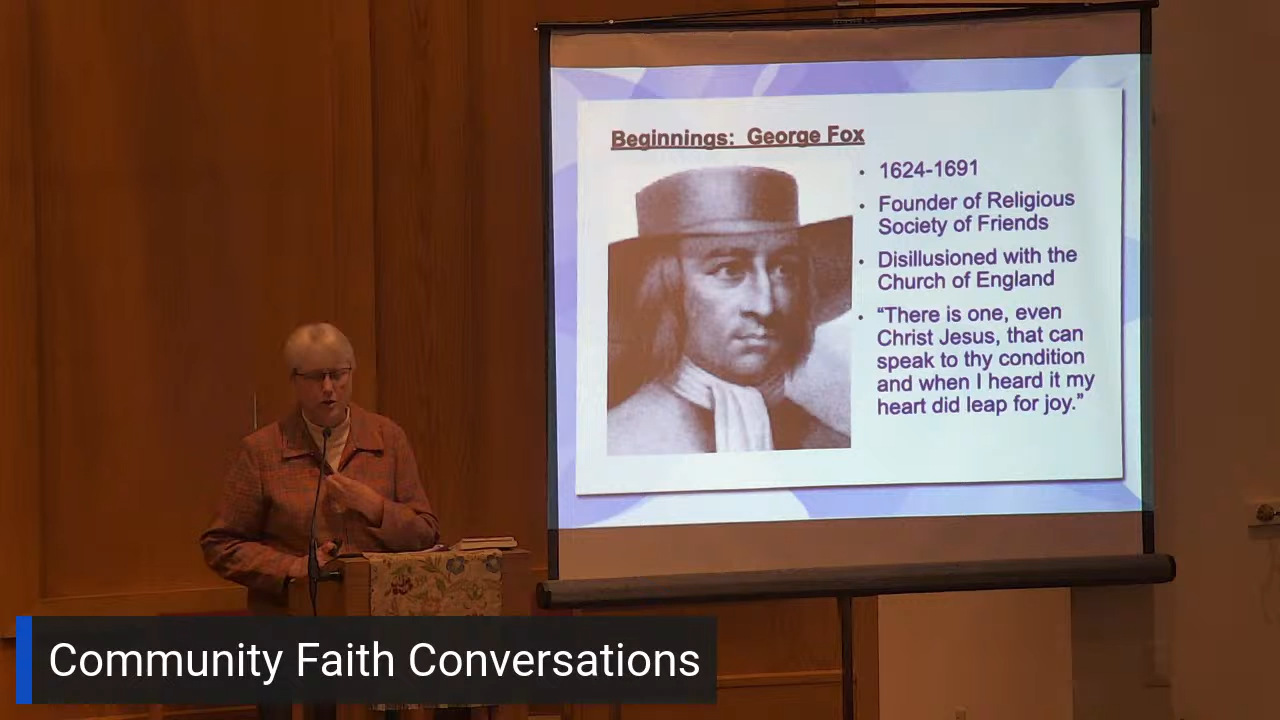 Beginnings: George Fox
• 1624-1691
• Founder of Religious
Society of Friends
• Disillusioned with the
Church of England
• “There is one, even
Christ Jesus, that can
speak to thy condition
and when I heard it my
heart did leap for joy.”
Community Faith Conversations